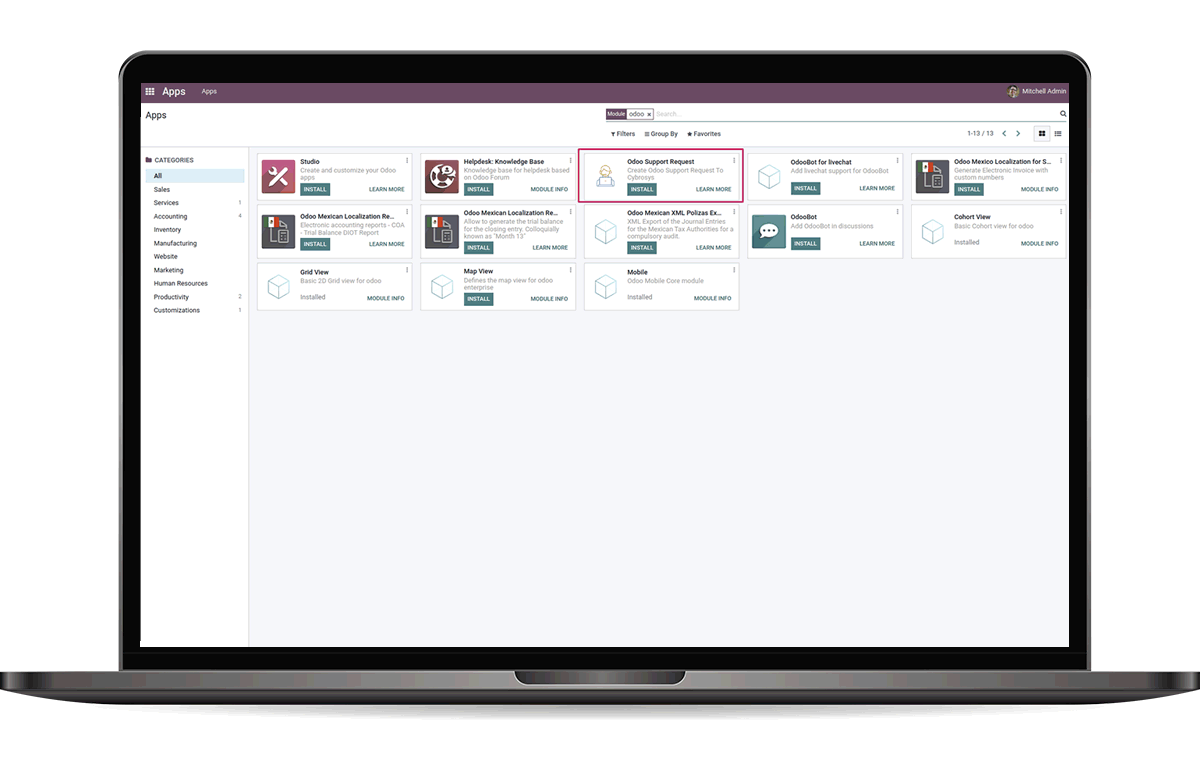 Apps Apps Mitchell Admin
Apps
Module odoo × Search...
Filters Group By Favorites
1-13 / 13
CATEGORIES
All
Sales
Services 1
Accounting 4
Inventory
Manufacturing
Website
Marketing
Human Resources
Productivity 2
Customizations 1
Studio
Create and customize your Odoo
apps
INSTALL LEARN MORE
Helpdesk: Knowledge Base
Knowledge base for helpdesk based
on Odoo Forum
INSTALL MODULE INFO
Odoo Support Request
Create Odoo Support Request To
Cybrosys
INSTALL LEARN MORE
OdooBot for livechat
Add livechat support for OdooBot
INSTALL LEARN MORE
Odoo Mexico Localization for S...
Generate Electronic Invoice with
custom numbers
INSTALL MODULE INFO
Odoo Mexican Localization Re...
Electronic accounting reports - COA
- Trial Balance DIOT Report
INSTALL LEARN MORE
Odoo Mexican Localization Re...
Allow to generate the trial balance
for the closing entry. Colloquially
known as "Month 13"
INSTALL LEARN MORE
Odoo Mexican XML Polizas Ex...
XML Export of the Journal Entries
for the Mexican Tax Authorities for a
compulsory audit.
INSTALL LEARN MORE
OdooBot
Add OdooBot in discussions
INSTALL LEARN MORE
Cohort View
Basic Cohort view for odoo
Installed MODULE INFO
Grid View
Basic 2D Grid view for odoo
Installed MODULE INFO
Map View
Defines the map view for odoo
enterprise
INSTALL MODULE INFO
Mobile
Odoo Mobile Core module
Installed MODULE INFO